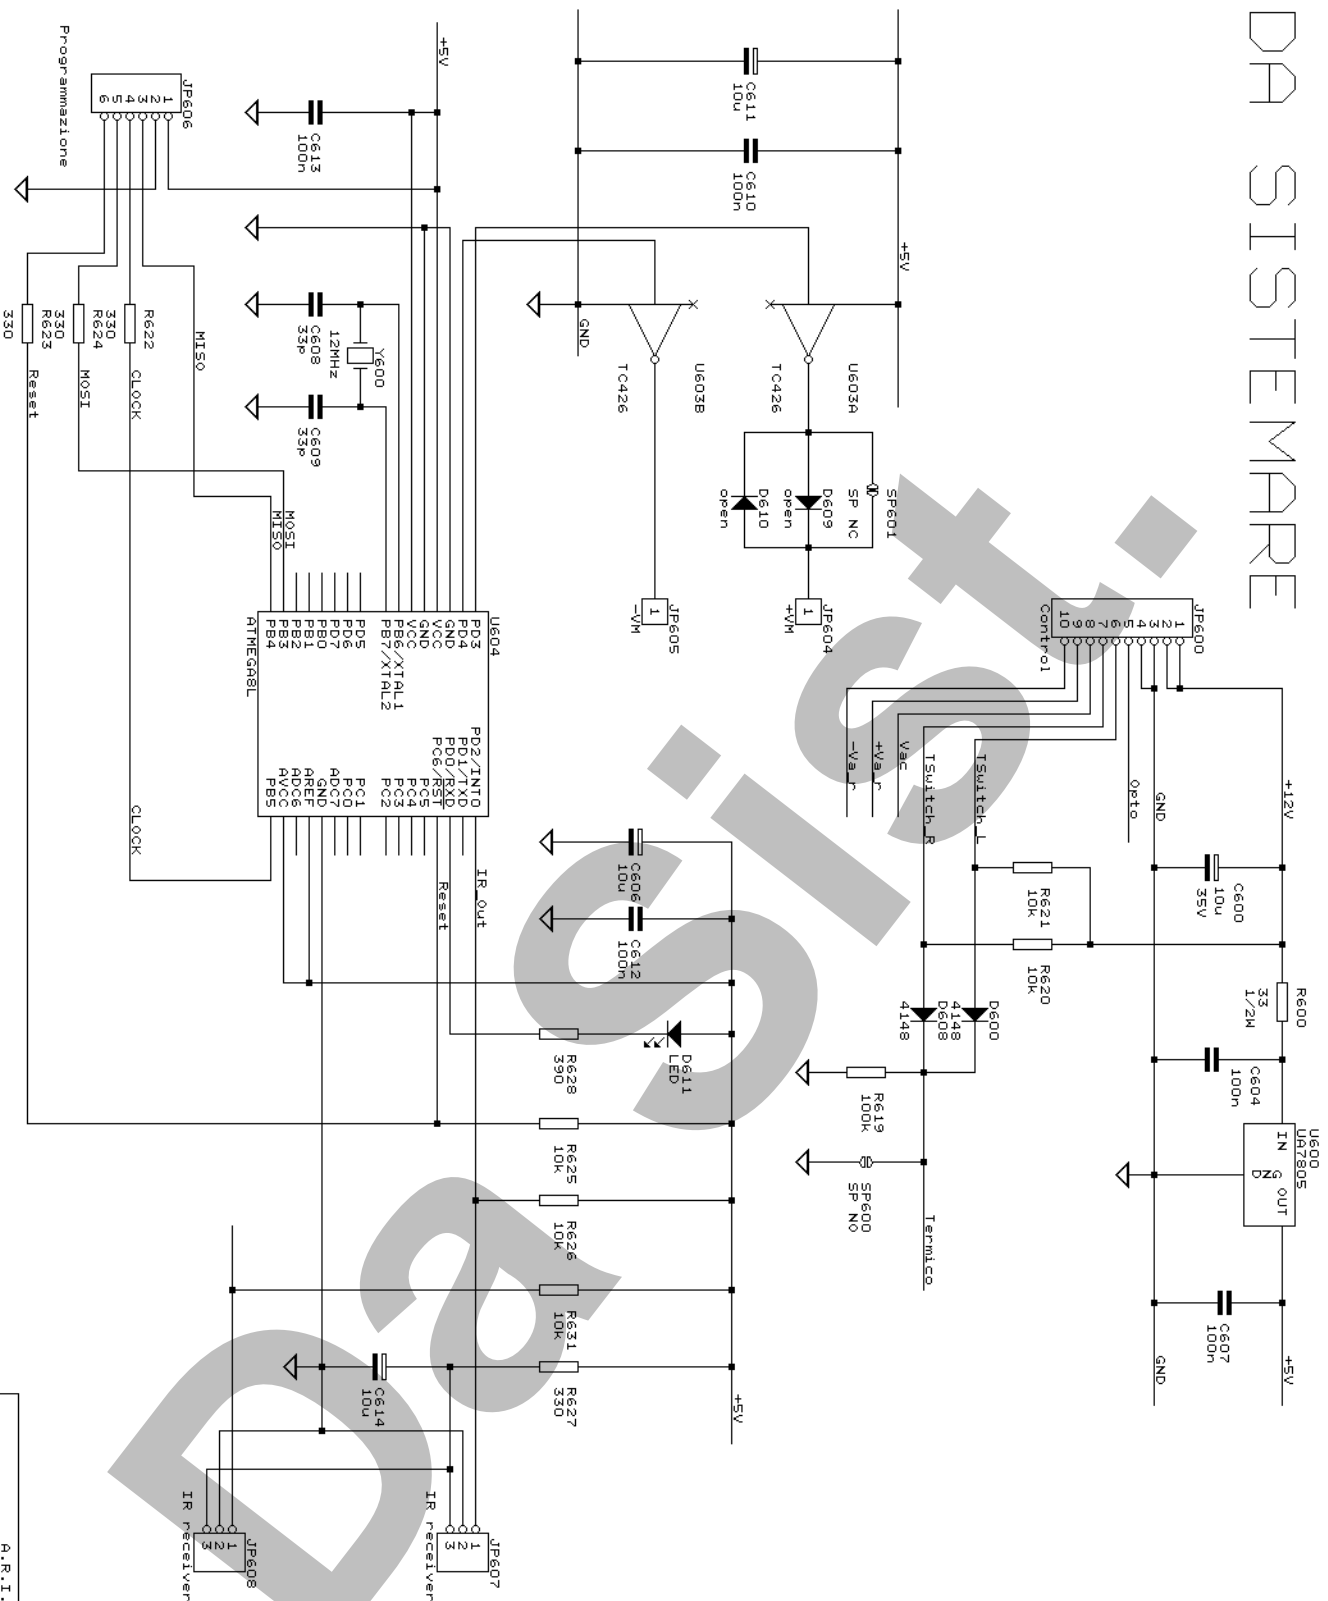 DA SISTEMARE
JP600
1
2
3
4
5
6
7
8
9
10
Control
+12V
GND
Opto
TSwitch_L
TSwitch_R
Vac
+Va_r
-Va_r
C600
10u
35V
R600
33
1/2W
C604
100n
U600
UA7805
IN
GND
OUT
C607
100n
+5V
GND
R621
10k
R620
10k
D600
4148
D608
4148
R619
100k
SP600
SP NO
Termico
+5V
C611
10u
C610
100n
GND
U603A
TC426
U603B
TC426
SP601
SP NC
D609
open
D610
open
JP604
1
+VM
JP605
1
-VM
+5V
C613
100n
JP606
1
2
3
4
5
6
Programmazione
C608
33p
Y600
12MHz
C609
33p
R622
330
R624
330
R623
330
MISO
CLOCK
MOSI
Reset
MOSI
MISO
U604
PD3
PD4
GND
VCC
GND
VCC
PB6/XTAL1
PB7/XTAL2
PD5
PD6
PD7
PB0
PB1
PB2
PB3
PB4
ATMEGA8L
PD2/INT0
PD1/TXD
PD0/RXD
PC6/RST
PC5
PC4
PC3
PC2
PC1
PC0
ADC7
GND
AREF
ADC6
AVCC
PB5
IR_Out
Reset
CLOCK
C606
10u
C612
100n
D611
LED
R628
390
R625
10k
R626
10k
R631
10k
R627
330
C614
10u
+5V
JP607
1
2
3
IR receiver
JP608
1
2
3
IR receiver
A.R.I.
Da Sist.